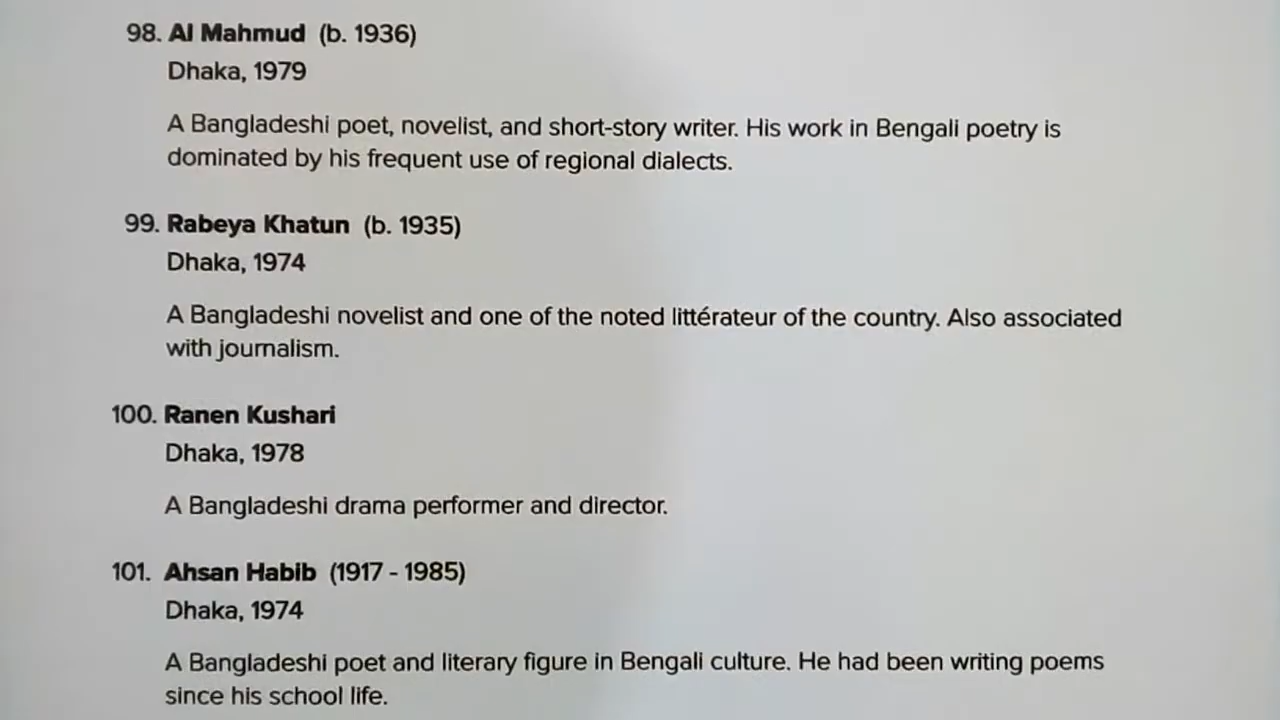 98. Al Mahmud (b. 1936)
Dhaka, 1979
A Bangladeshi poet, novelist, and short-story writer. His work in Bengali poetry is
dominated by his frequent use of regional dialects.
99. Rabeya Khatun (b. 1935)
Dhaka, 1974
A Bangladeshi novelist and one of the noted littérateur of the country. Also associated
with journalism.
100. Ranen Kushari
Dhaka, 1978
A Bangladeshi drama performer and director.
101. Ahsan Habib (1917 - 1985)
Dhaka, 1974
A Bangladeshi poet and literary figure in Bengali culture. He had been writing poems
since his school life.